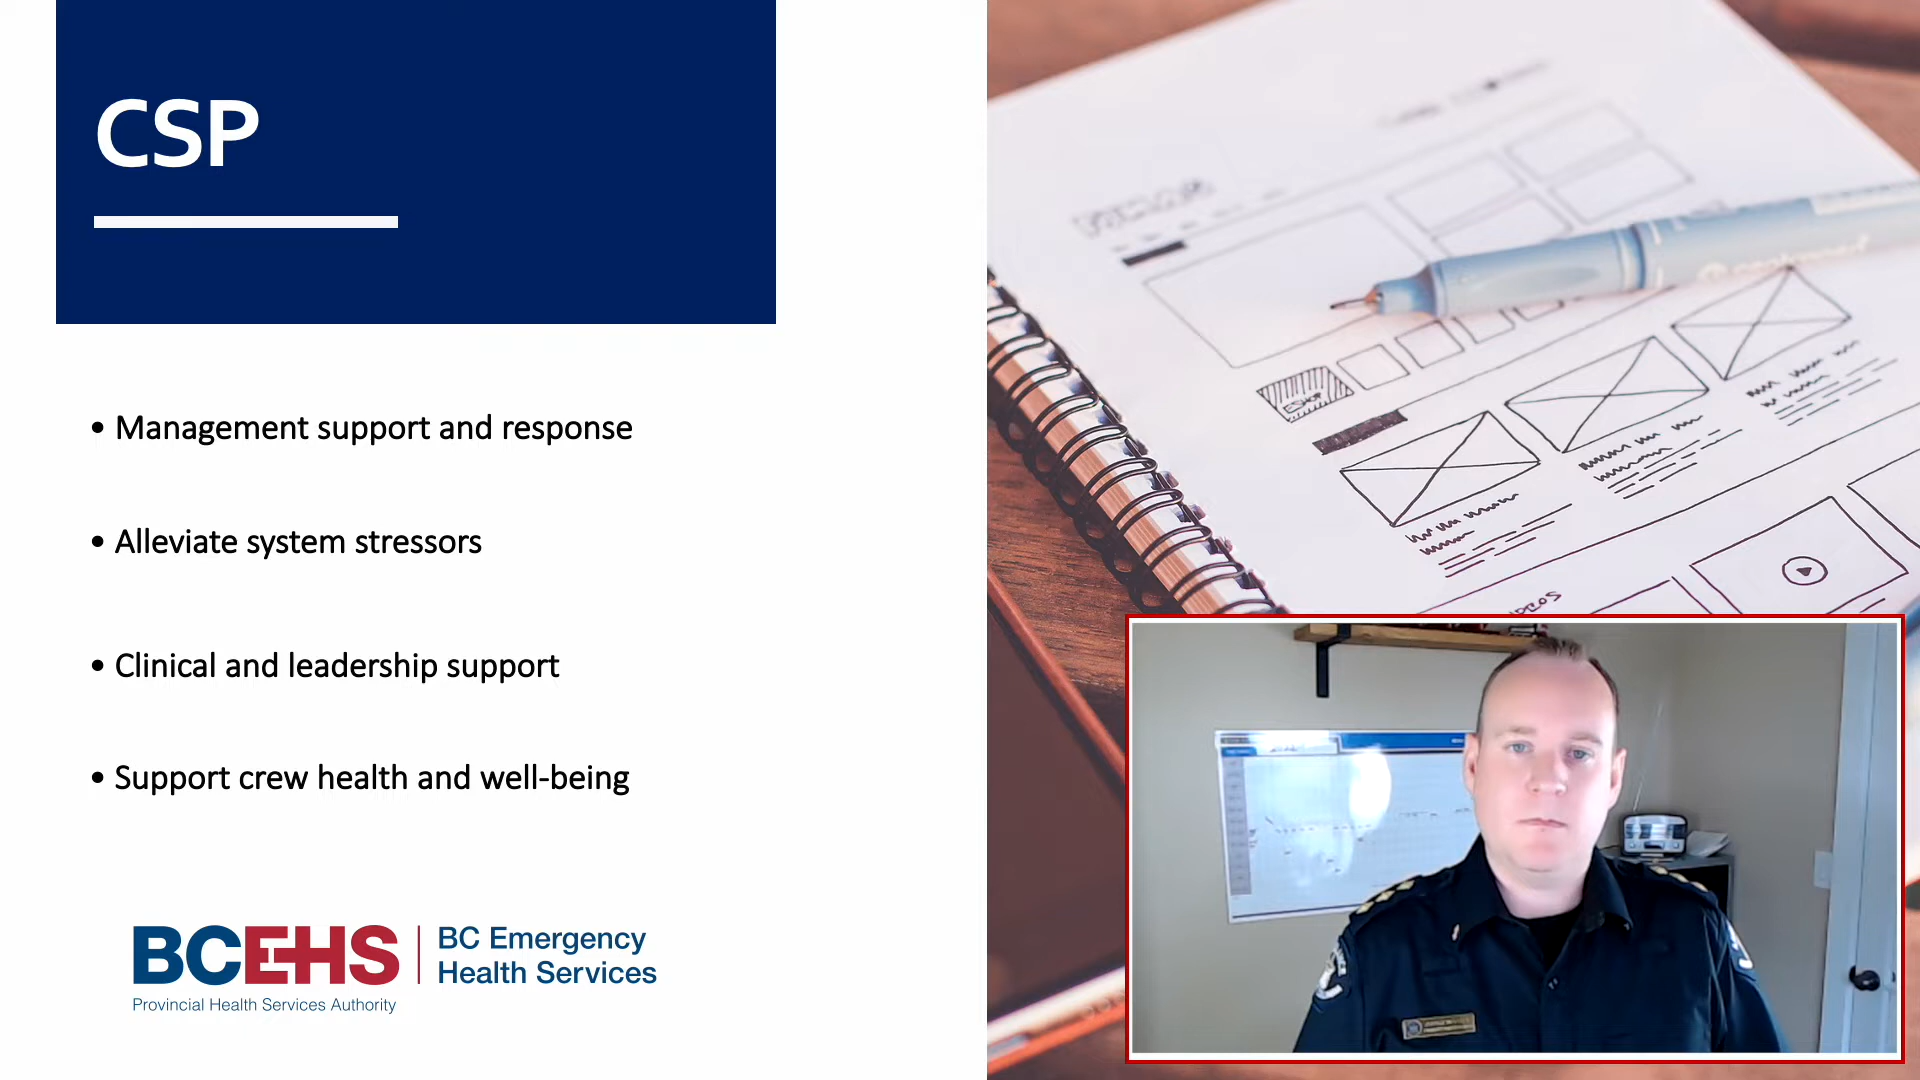 CSP
• Management support and response
• Alleviate system stressors
• Clinical and leadership support
• Support crew health and well-being
BCEHS
Provincial Health Services Authority
BC Emergency
Health Services
ESHOP